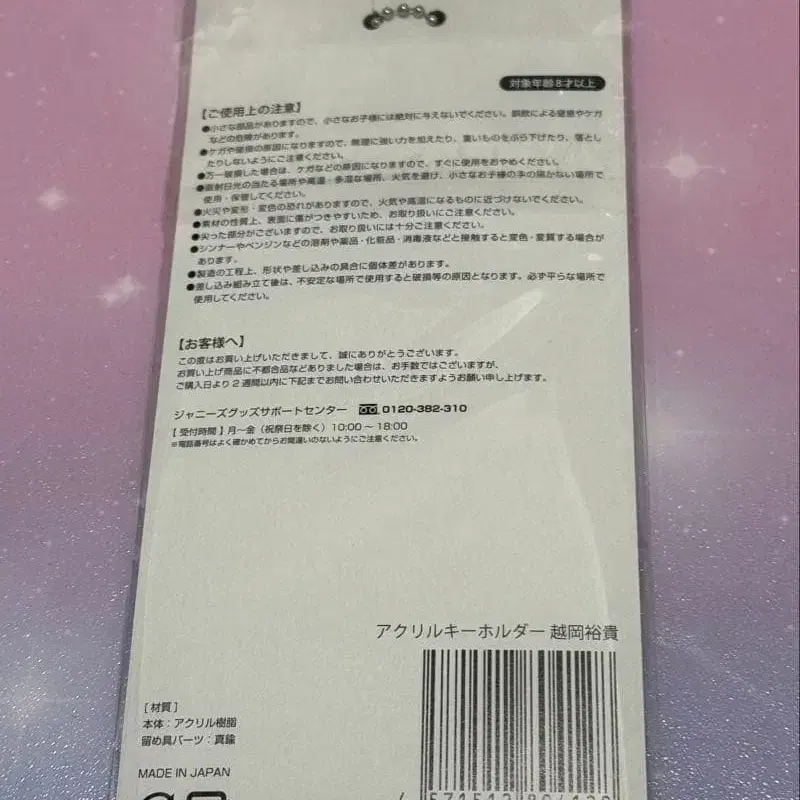 対象年齢8才以上
【ご使用上の注意】
●小さな部品がありますので、小さなお子様には絶対に与えないでください。誤飲による窒息やケガ
などの危険があります。
●ケガや破損の原因になりますので、無理に強い力を加えたり、重いものをぶら下げたり、落とし
たりしないようにご注意ください。
●万一破損した場合は、ケガなどの原因になりますので、すぐに使用をおやめください。
●直射日光の当たる場所や高温・多湿な場所、火気を避け、小さなお子様の手の届かない場所で
使用・保管してください。
●火災や変形・変色の恐れがありますので、火気や高温になるものに近づけないでください。
●素材の性質上、表面に傷がつきやすいため、お取り扱いにご注意ください。
●尖った部分がございますので、お取り扱いには十分ご注意ください。
●シンナーやベンジンなどの溶剤や薬品・化粧品・消毒液などと接触すると変色・変質する場合が
あります。
●製造の工程上、形状や差し込みの具合に個体差があります。
●差し込み組み立て後は、不安定な場所で使用すると破損等の原因となります。必ず平らな場所で
使用してください。
【お客様へ】
この度はお買い上げいただきまして、誠にありがとうございます。
お買い上げ商品に不都合品などありました場合は、お手数ではございますが、
ご購入日より2週間以内に下記までお問い合わせいただきますようお願い申し上げます。
ジャニーズグッズサポートセンター 0120-382-310
【受付時間】月～金（祝祭日を除く）10:00～18:00
※電話番号はよく確かめてからお間違いのないようにご注意ください。
アクリルキーホルダー 越岡裕貴
［材質］
本体：アクリル樹脂
留め具パーツ：真鍮
MADE IN JAPAN